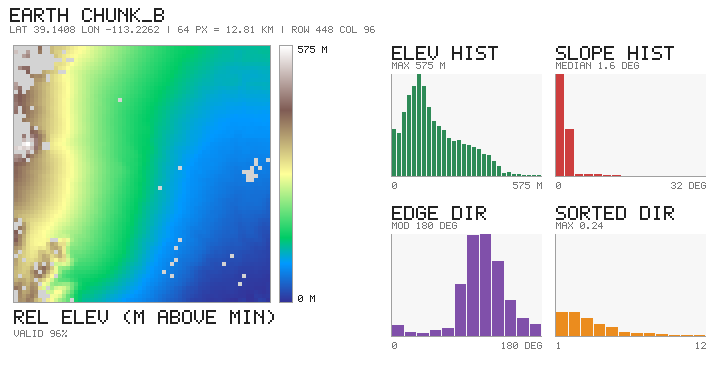 EARTH CHUNK_B
LAT 39.1408 LON -113.2262 | 64 PX = 12.81 KM | ROW 448 COL 96
575 M
0 M
REL ELEV (M ABOVE MIN)
VALID 96%
ELEV HIST
MAX 575 M
0 575 M
SLOPE HIST
MEDIAN 1.6 DEG
0 32 DEG
EDGE DIR
MOD 180 DEG
0 180 DEG
SORTED DIR
MAX 0.24
1 12